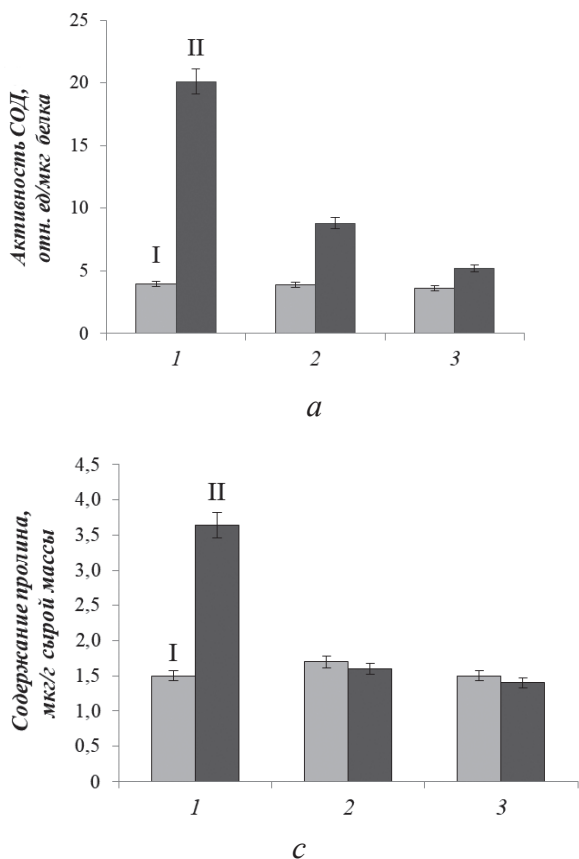 Активность СОД,
отн. ед/мкг белка
25
20
15
10
5
0
I
II
1
2
3
a
Содержание пролина,
мкг/г сырой массы
4,5
4,0
3,5
3,0
2,5
2,0
1,5
1,0
0,5
0
I
II
1
2
3
c